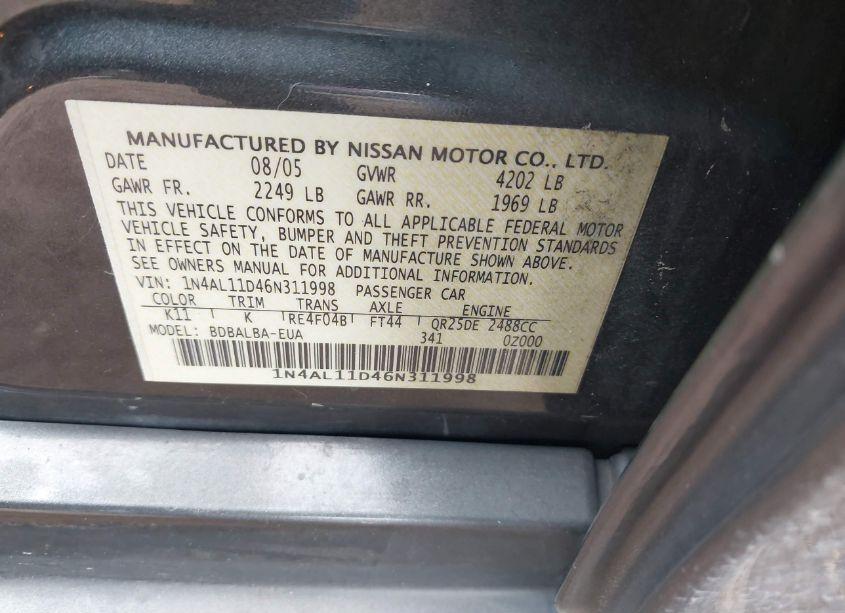 MANUFACTURED BY NISSAN MOTOR CO., LTD.
DATE 08/05 GVWR 4202 LB
GAWR FR. 2249 LB GAWR RR. 1969 LB
THIS VEHICLE CONFORMS TO ALL APPLICABLE FEDERAL MOTOR
VEHICLE SAFETY, BUMPER AND THEFT PREVENTION STANDARDS
IN EFFECT ON THE DATE OF MANUFACTURE SHOWN ABOVE.
SEE OWNERS MANUAL FOR ADDITIONAL INFORMATION.
VIN: 1N4AL11D46N311998 PASSENGER CAR
COLOR TRIM TRANS AXLE ENGINE
K11 K RE4F04B FT44 QR25DE 2488CC
MODEL: BDBALBA-EUA 341 0Z000
1N4AL11D46N311998